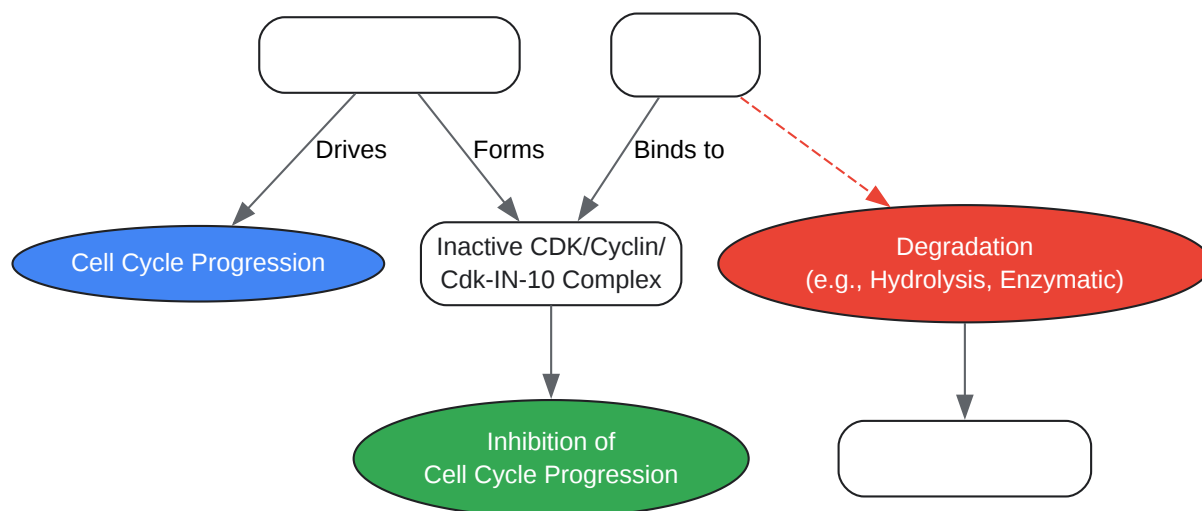 Drives
Forms
Binds to
Cell Cycle Progression
Inactive CDK/Cyclin/
Cdk-IN-10 Complex
Degradation
(e.g., Hydrolysis, Enzymatic)
Inhibition of
Cell Cycle Progression